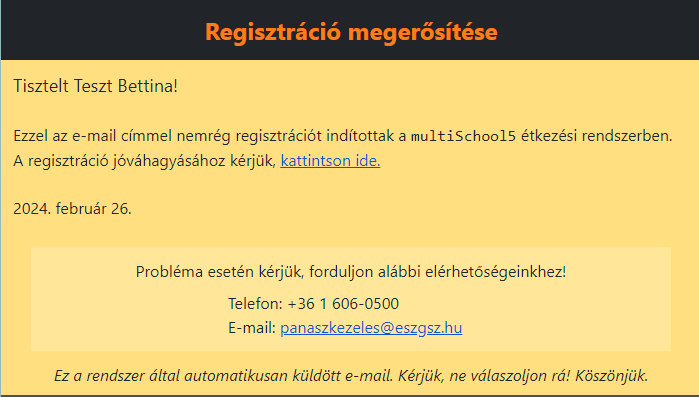 Regisztráció megerősítése
Tisztelt Teszt Bettina!
Ezzel az e-mail címmel nemrég regisztrációt indítottak a multiSchool5 étkezési rendszerben.
A regisztráció jóváhagyásához kérjük, kattintson ide.
2024. február 26.
Probléma esetén kérjük, forduljon alábbi elérhetőségeinkhez!
Telefon: +36 1 606-0500
E-mail: panaszkezeles@eszgsz.hu
Ez a rendszer által automatikusan küldött e-mail. Kérjük, ne válaszoljon rá! Köszönjük.